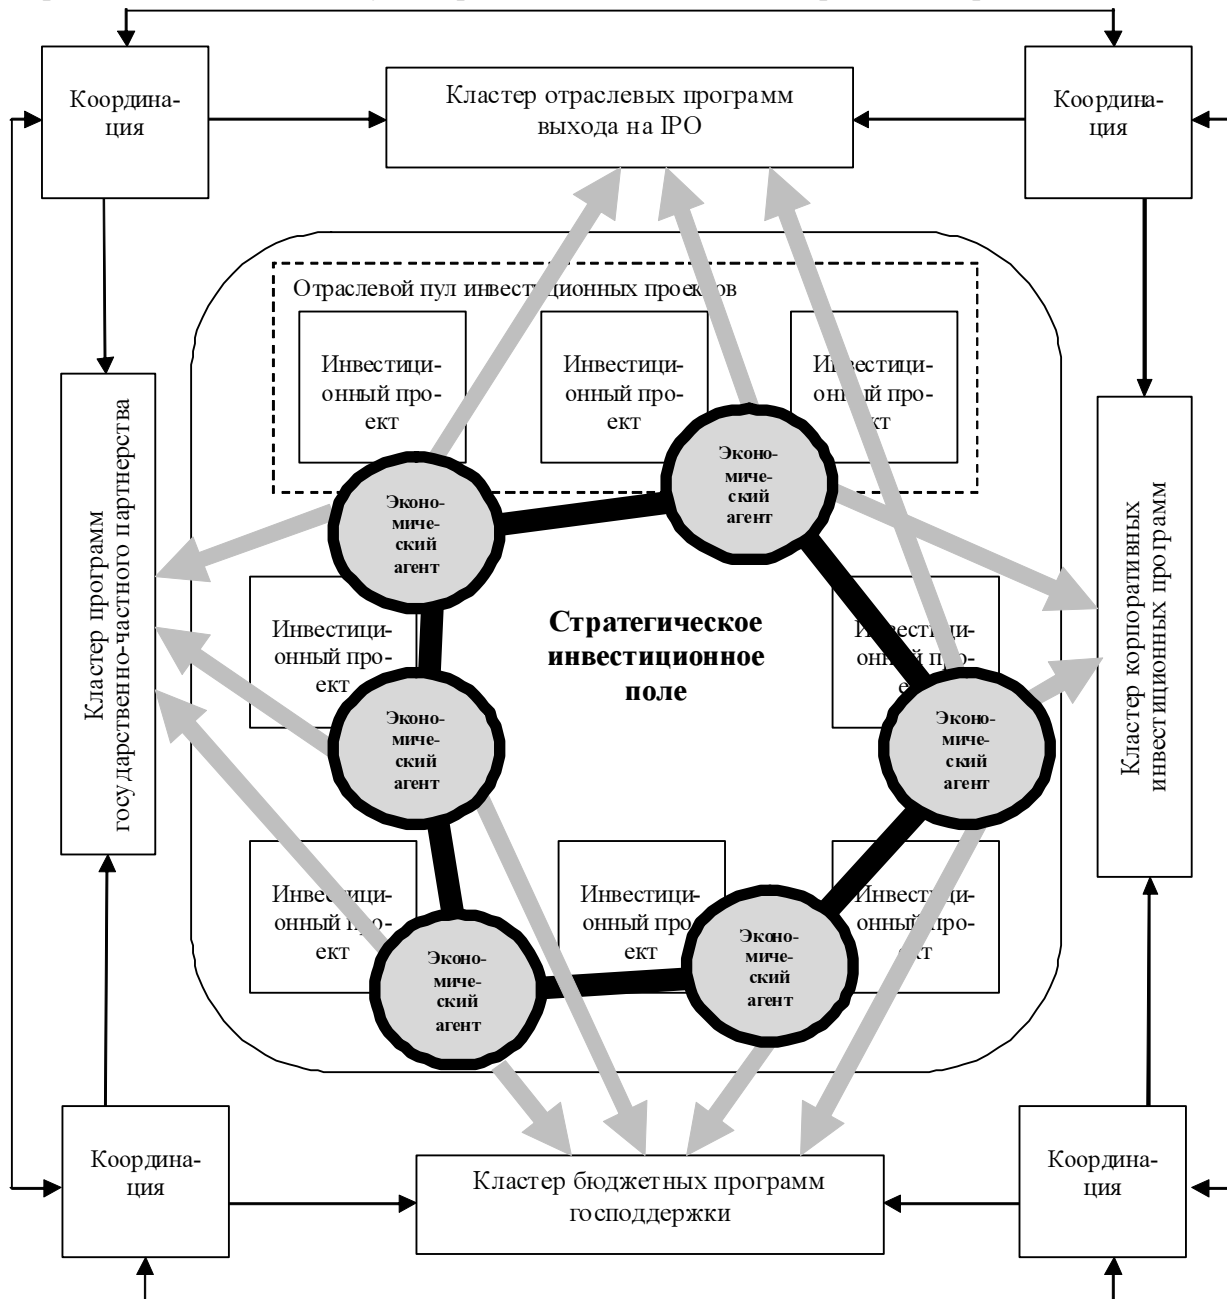 Координа-
ция
Кластер отраслевых программ
выхода на IPO
Координа-
ция
Отраслевой пул инвестиционных проектов
Инвестици-
онный про-
ект
Инвестици-
онный про-
ект
Инвестици-
онный про-
ект
Эконо-
миче-
ский
агент
Эконо-
миче-
ский
агент
Кластер программ
государственно-частного партнерства
Инвестици-
онный про-
ект
Стратегическое
инвестиционное
поле
Инвестици-
онный про-
ект
Кластер корпоративных
инвестиционных программ
Эконо-
миче-
ский
агент
Эконо-
миче-
ский
агент
Инвестици-
онный про-
ект
Инвестици-
онный про-
ект
Инвестици-
онный про-
ект
Эконо-
миче-
ский
агент
Эконо-
миче-
ский
агент
Координа-
ция
Кластер бюджетных программ
господдержки
Координа-
ция